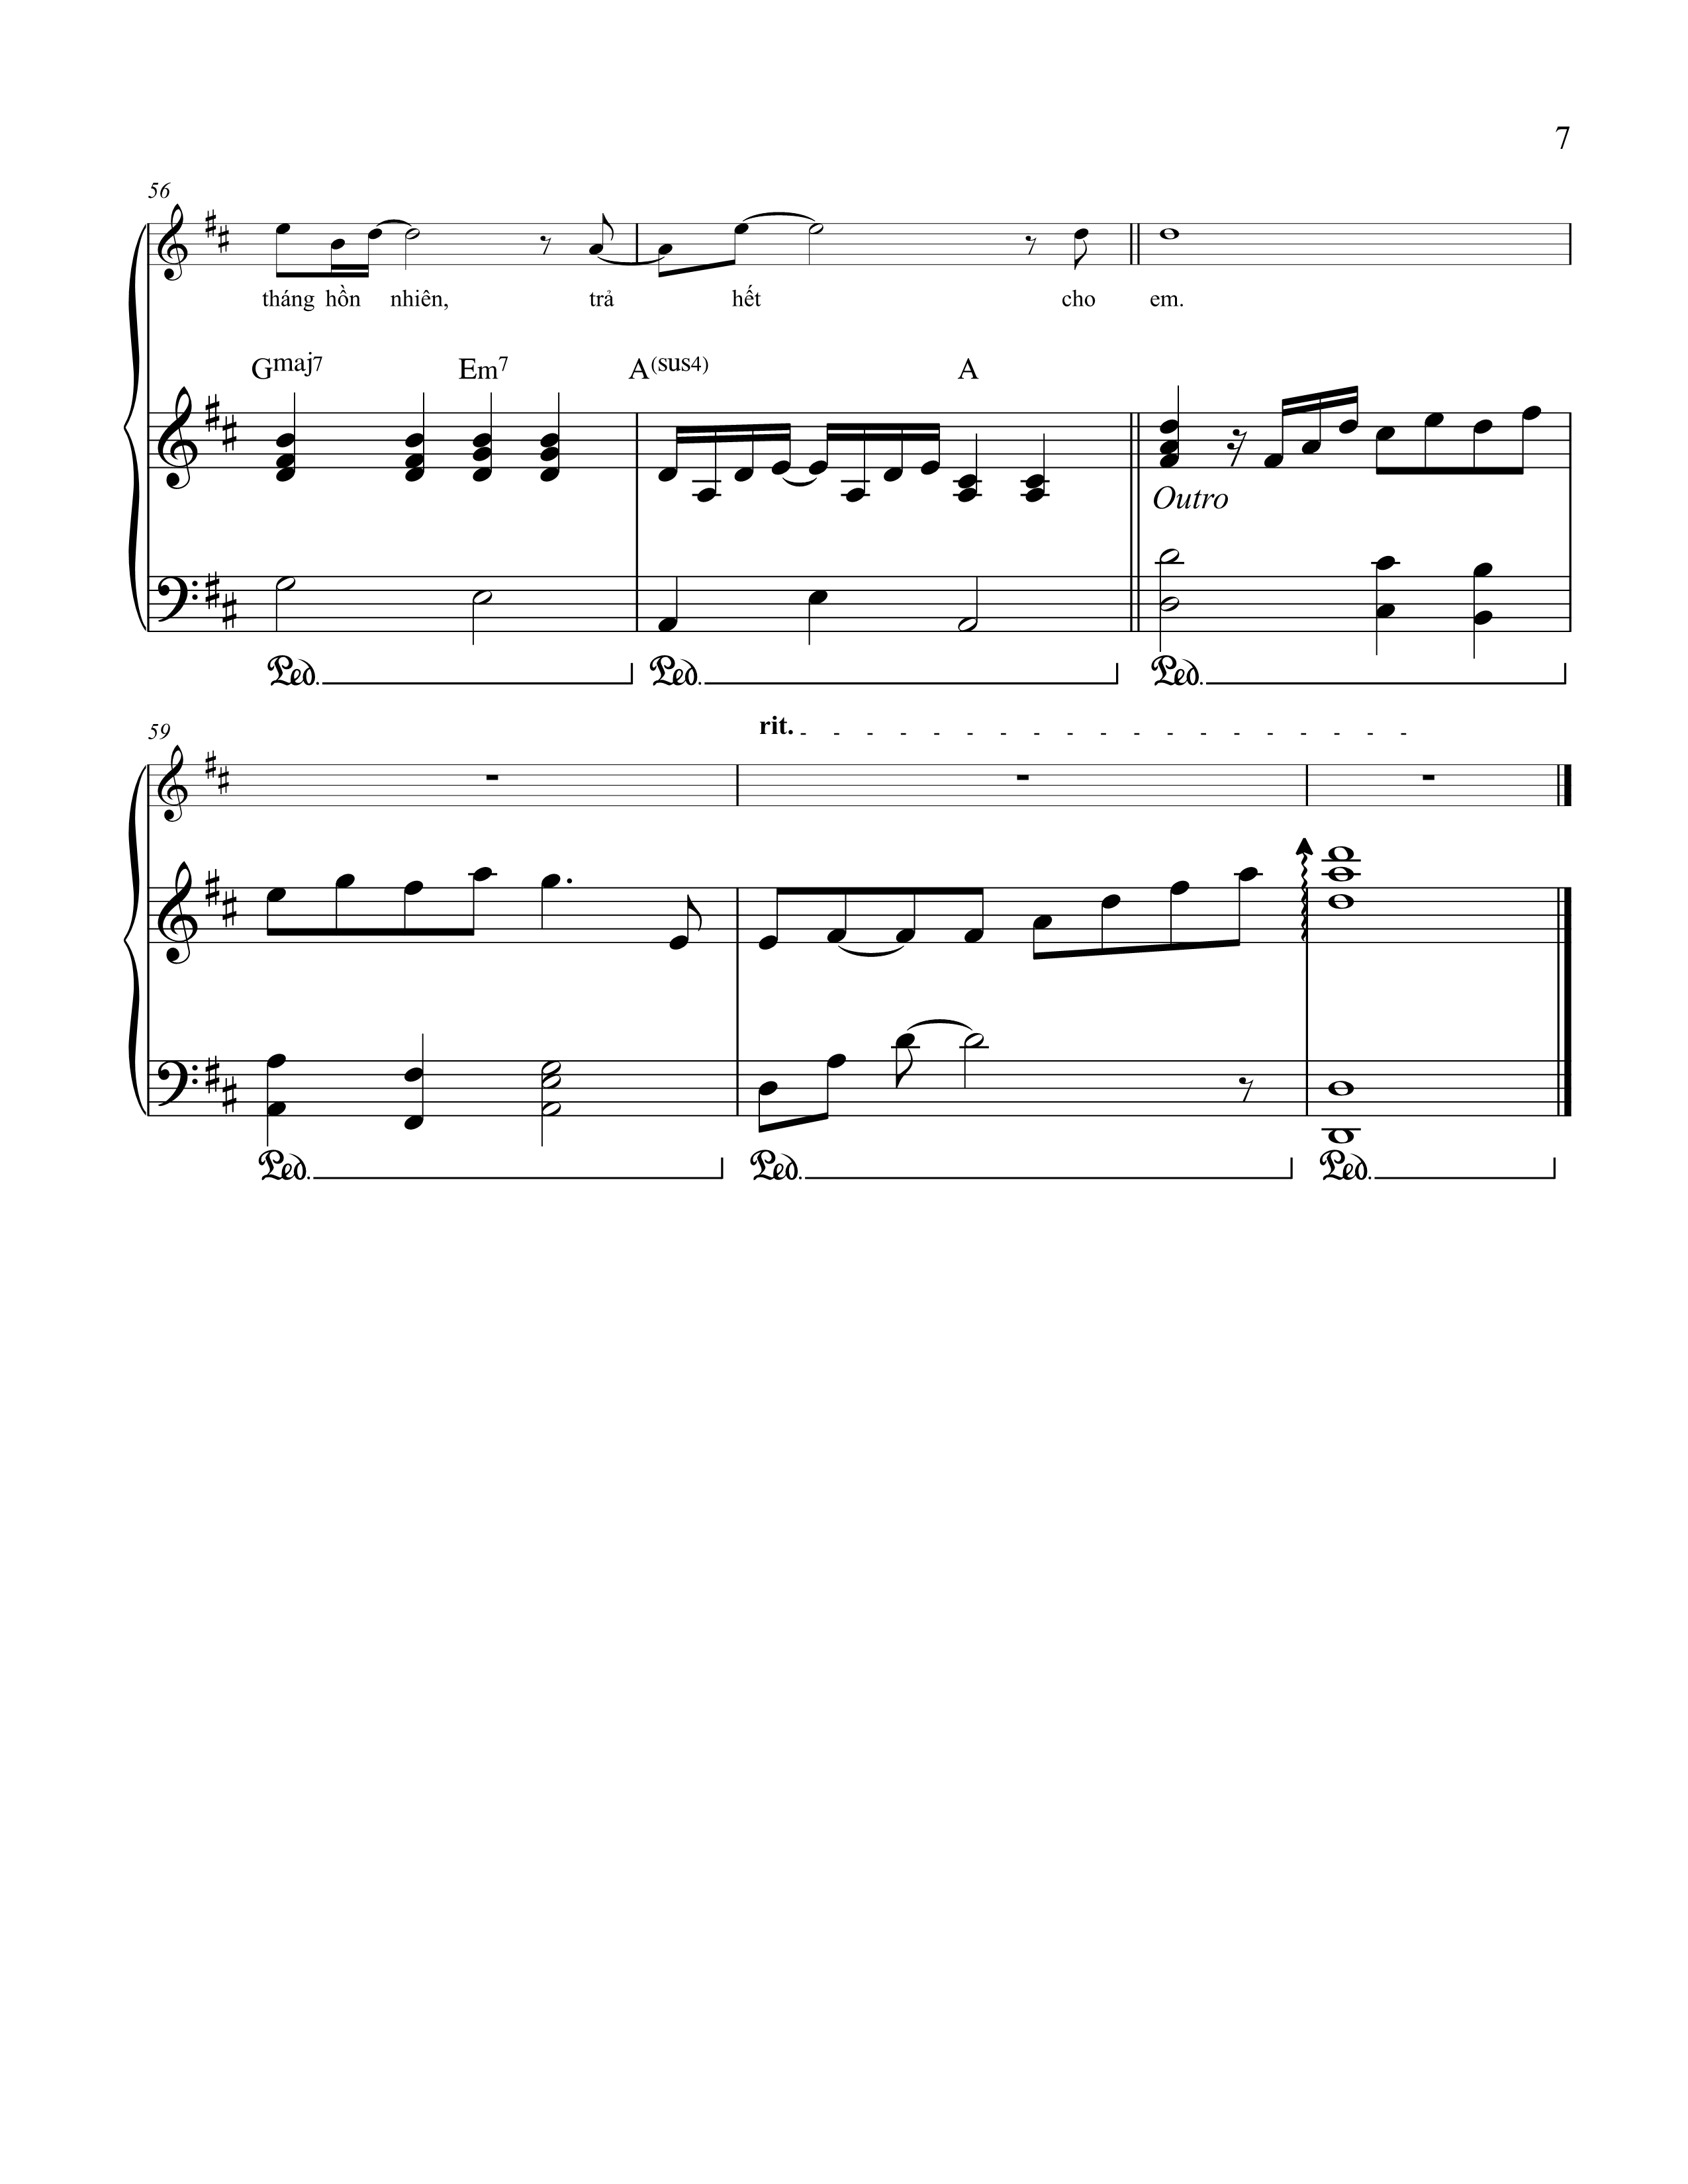 7
56
tháng hồn nhiên, trả hết cho em.
Gmaj7 Em7 A(sus4) A
Outro
Ped. Ped. Ped.
rit.
59
Ped. Ped. Ped.